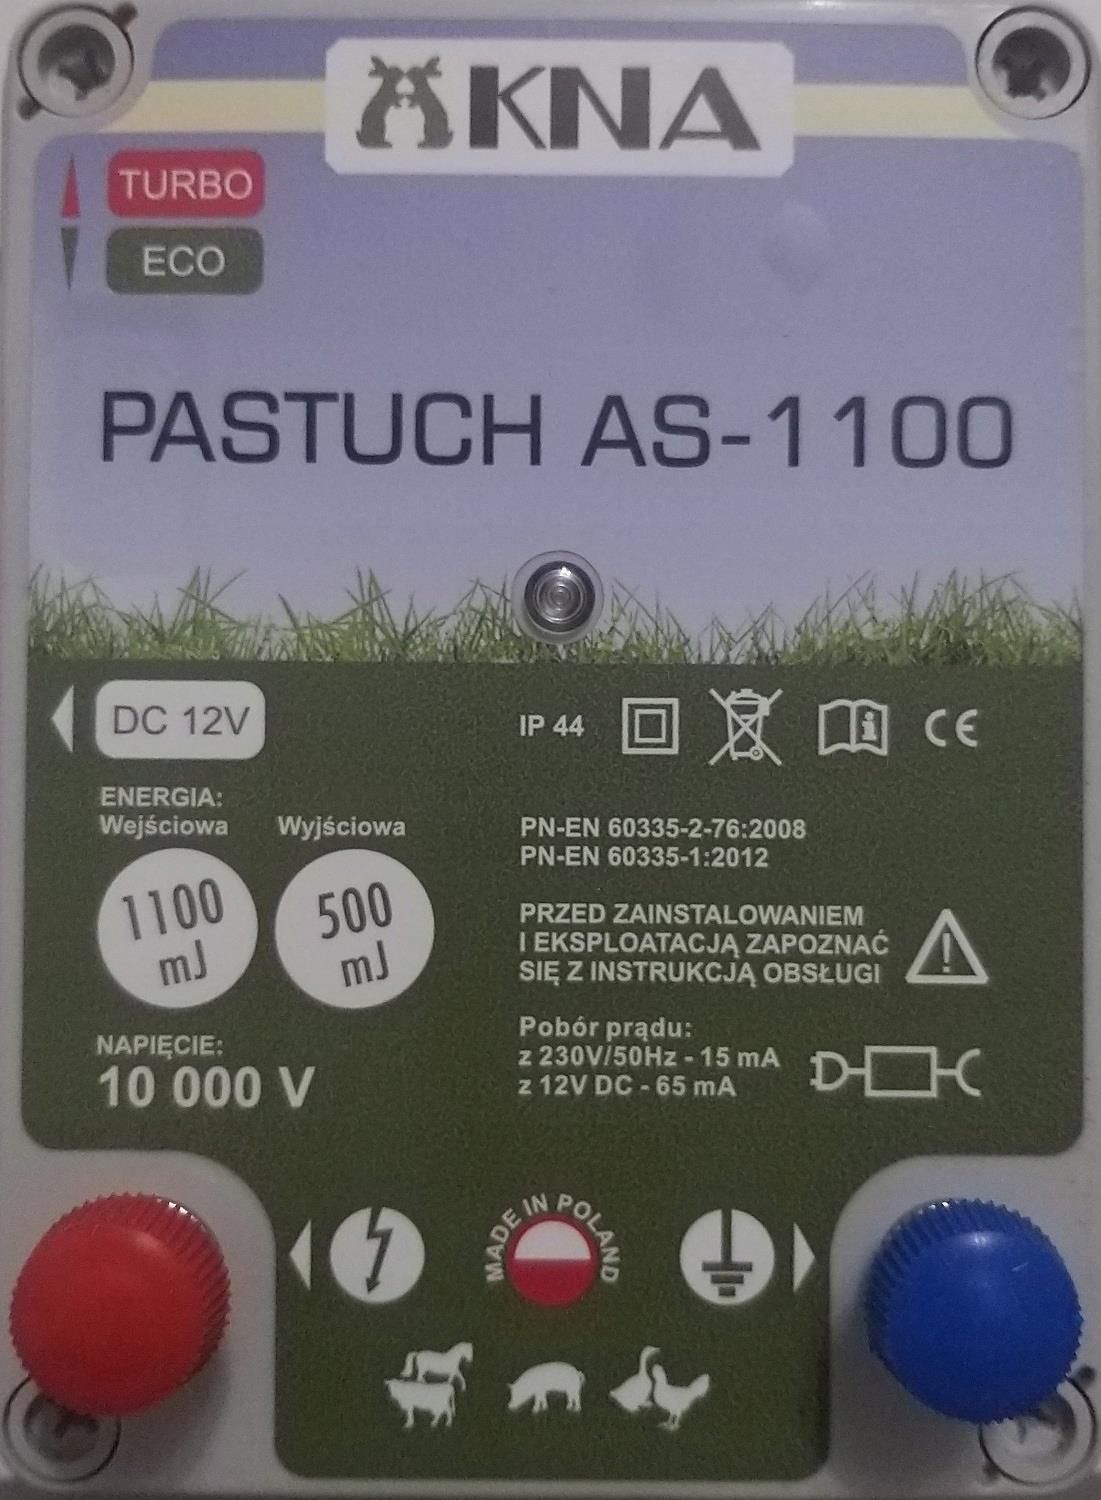 KNA
TURBO
ECO
PASTUCH AS-1100
DC 12V
IP 44
CE
ENERGIA:
Wejściowa
Wyjściowa
1100
mJ
500
mJ
NAPIĘCIE:
10 000 V
PN-EN 60335-2-76:2008
PN-EN 60335-1:2012
PRZED ZAINSTALOWANIEM
I EKSPLOATACJĄ ZAPOZNAĆ
SIĘ Z INSTRUKCJĄ OBSŁUGI
Pobór prądu:
z 230V/50Hz - 15 mA
z 12V DC - 65 mA
MADE IN POLAND